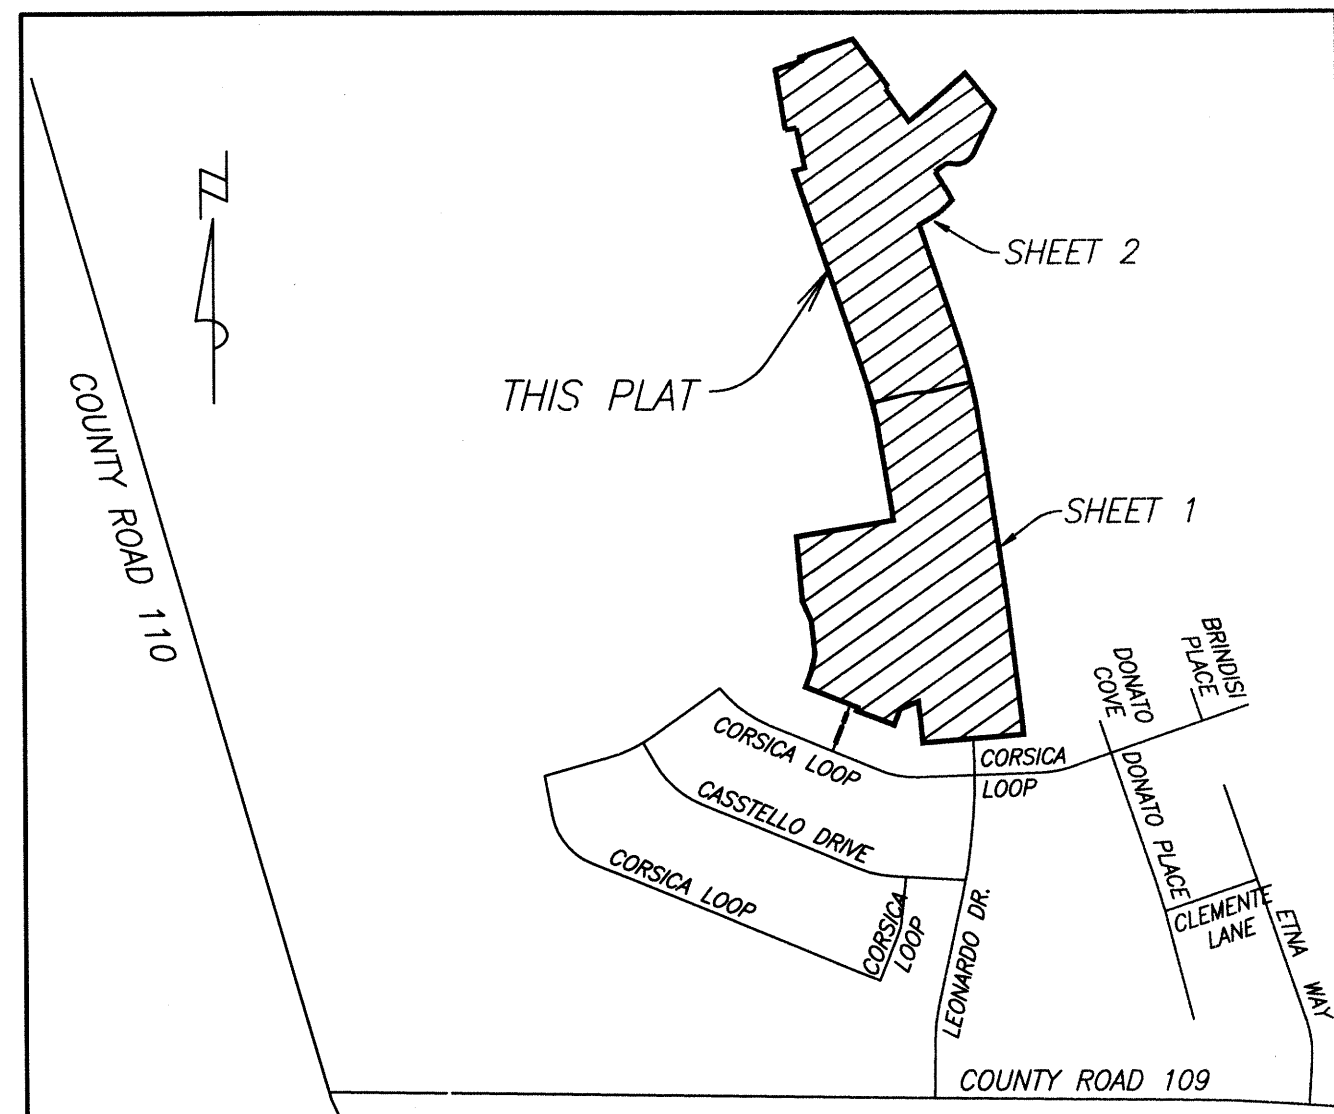 N
SHEET 2
THIS PLAT
COUNTY ROAD 110
SHEET 1
BRINDISI
PLACE
DONATO
COVE
CORSICA LOOP
CORSICA
LOOP
DONATO PLACE
CASSTELLO DRIVE
CORSICA LOOP
CORSICA
LOOP
CLEMENTE
LANE
ETNA WAY
LEONARDO DR.
COUNTY ROAD 109